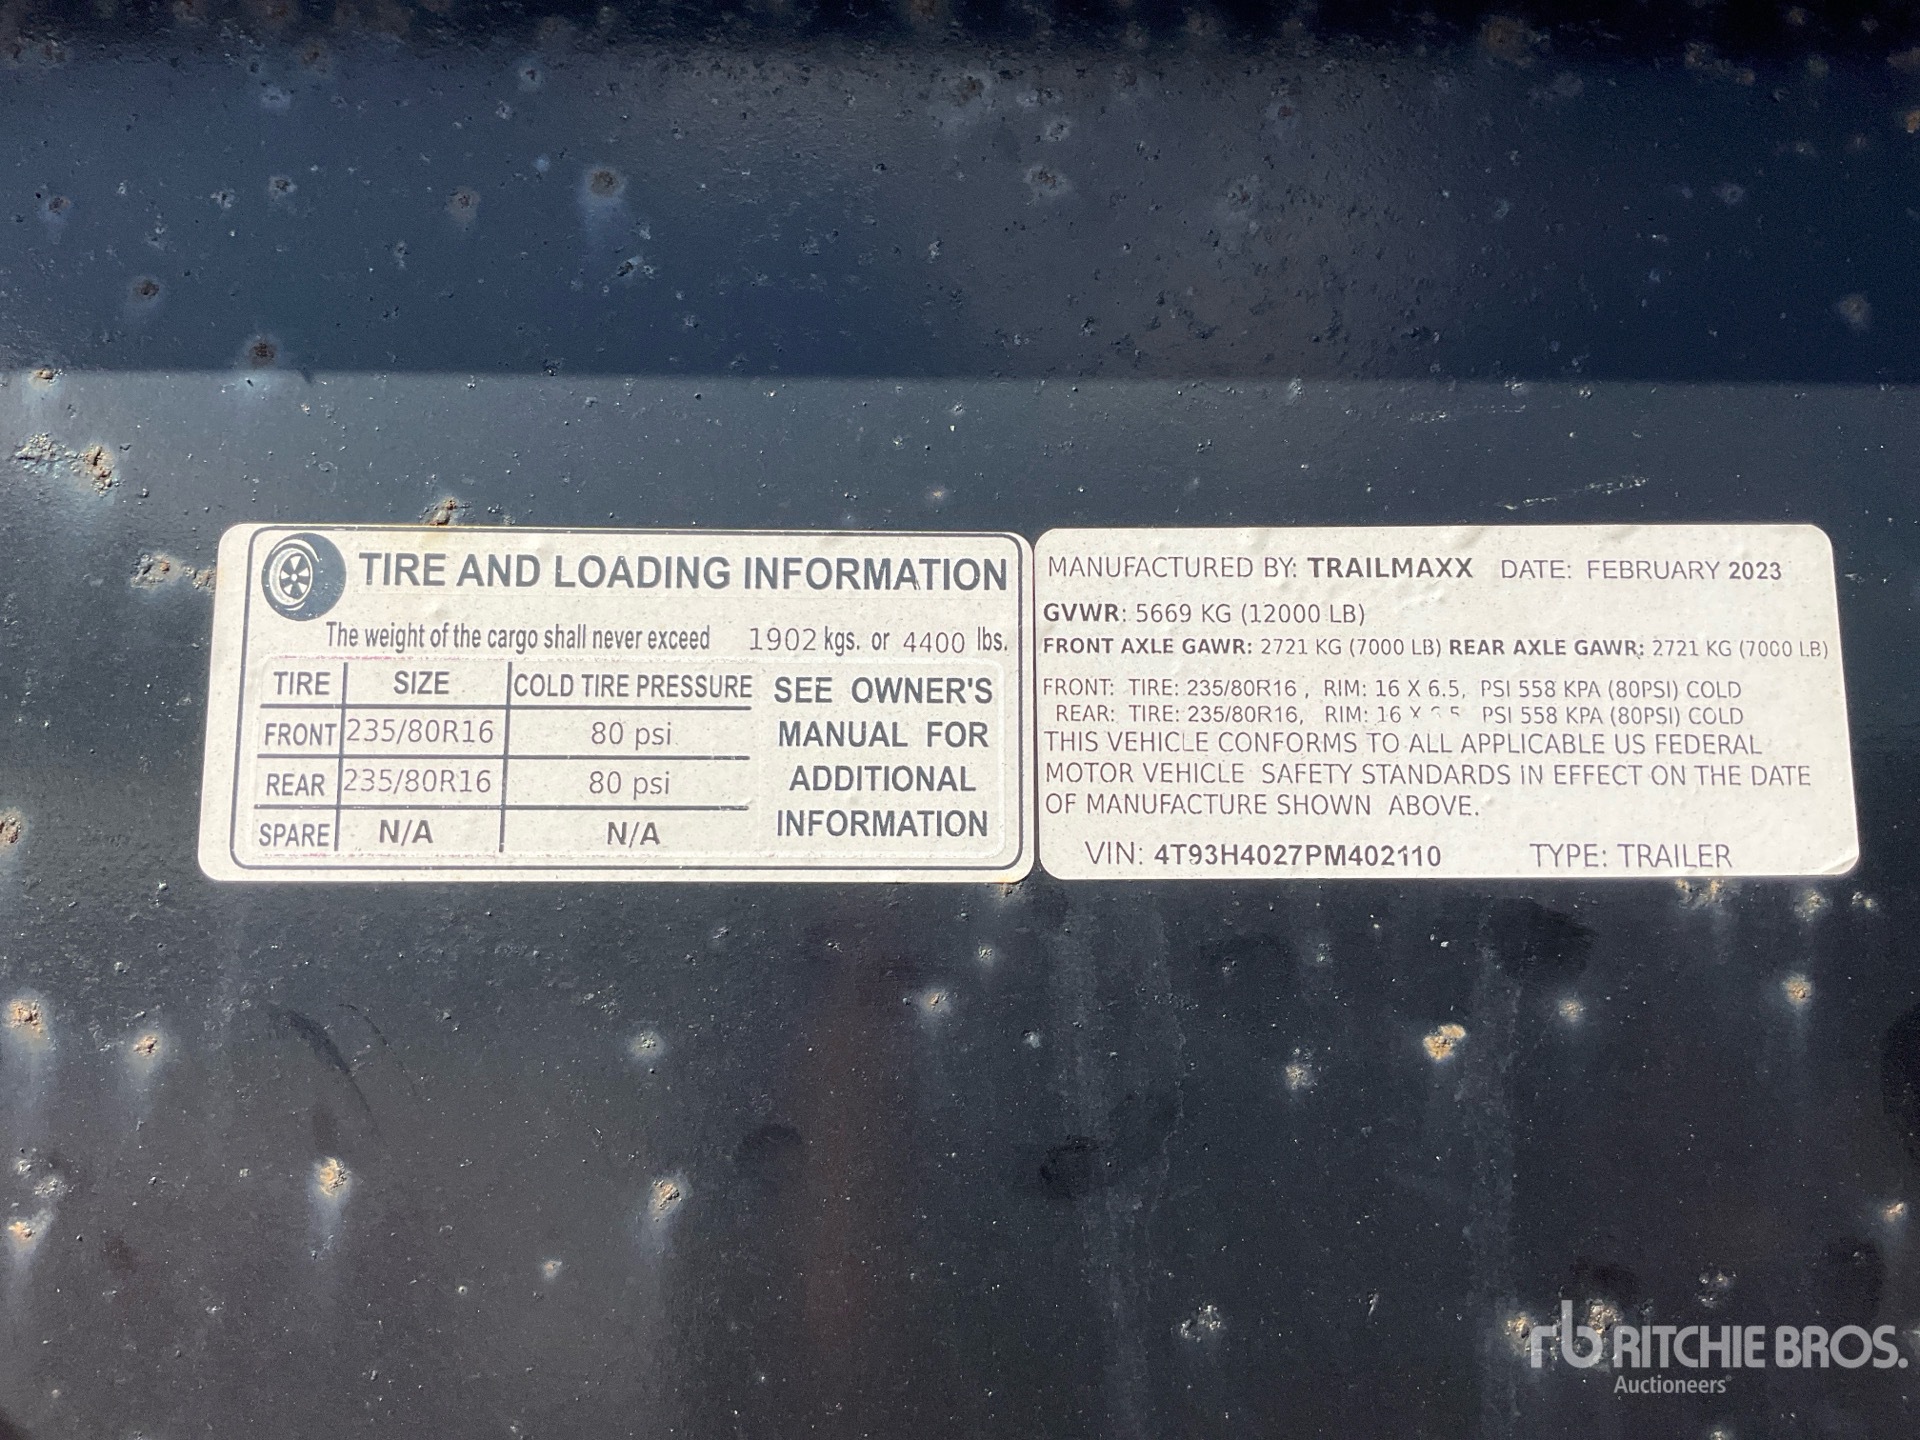 TIRE AND LOADING INFORMATION
The weight of the cargo shall never exceed 1902 kgs. or 4400 lbs.
TIRE SIZE COLD TIRE PRESSURE
FRONT 235/80R16 80 psi
REAR 235/80R16 80 psi
SPARE N/A N/A
SEE OWNER'S
MANUAL FOR
ADDITIONAL
INFORMATION
MANUFACTURED BY: TRAILMAXX DATE: FEBRUARY 2023
GVWR: 5669 KG (12000 LB)
FRONT AXLE GAWR: 2721 KG (7000 LB) REAR AXLE GAWR: 2721 KG (7000 LB)
FRONT: TIRE: 235/80R16 , RIM: 16 X 6.5, PSI 558 KPA (80PSI) COLD
REAR: TIRE: 235/80R16, RIM: 16 X PSI 558 KPA (80PSI) COLD
THIS VEHICLE CONFORMS TO ALL APPLICABLE US FEDERAL
MOTOR VEHICLE SAFETY STANDARDS IN EFFECT ON THE DATE
OF MANUFACTURE SHOWN ABOVE.
VIN: 4T93H4027PM402110 TYPE: TRAILER
rb RITCHIE BROS.
Auctioneers